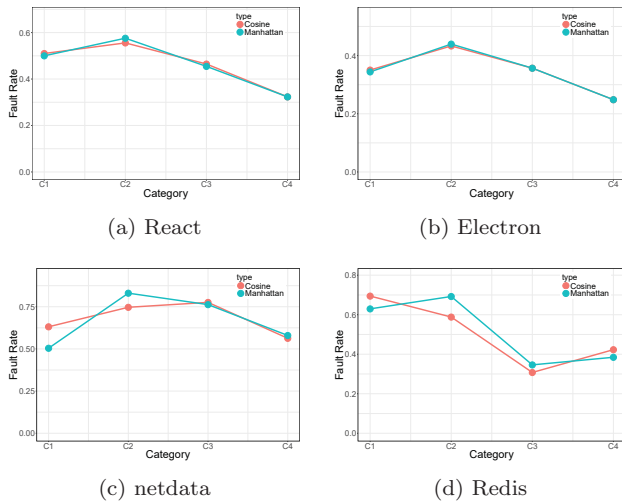 type
Cosine
Manhattan
Fault Rate
0.6
0.4
0.2
0.0
C1 C2 C3 C4
Category
(a) React
type
Cosine
Manhattan
Fault Rate
0.4
0.2
0.0
C1 C2 C3 C4
Category
(b) Electron
type
Cosine
Manhattan
Fault Rate
0.75
0.50
0.25
0.00
C1 C2 C3 C4
Category
(c) netdata
type
Cosine
Manhattan
Fault Rate
0.8
0.6
0.4
0.2
0.0
C1 C2 C3 C4
Category
(d) Redis